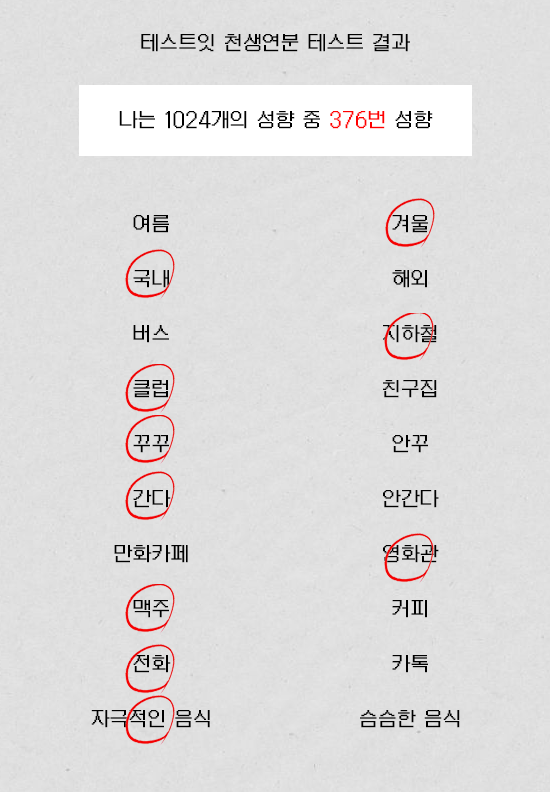 테스트잇 천생연분 테스트 결과
나는 1024개의 성향 중 376번 성향
여름 겨울
국내 해외
버스 지하철
클럽 친구집
꾸꾸 안꾸
간다 안간다
만화카페 영화관
맥주 커피
전화 카톡
자극적인 음식 슴슴한 음식